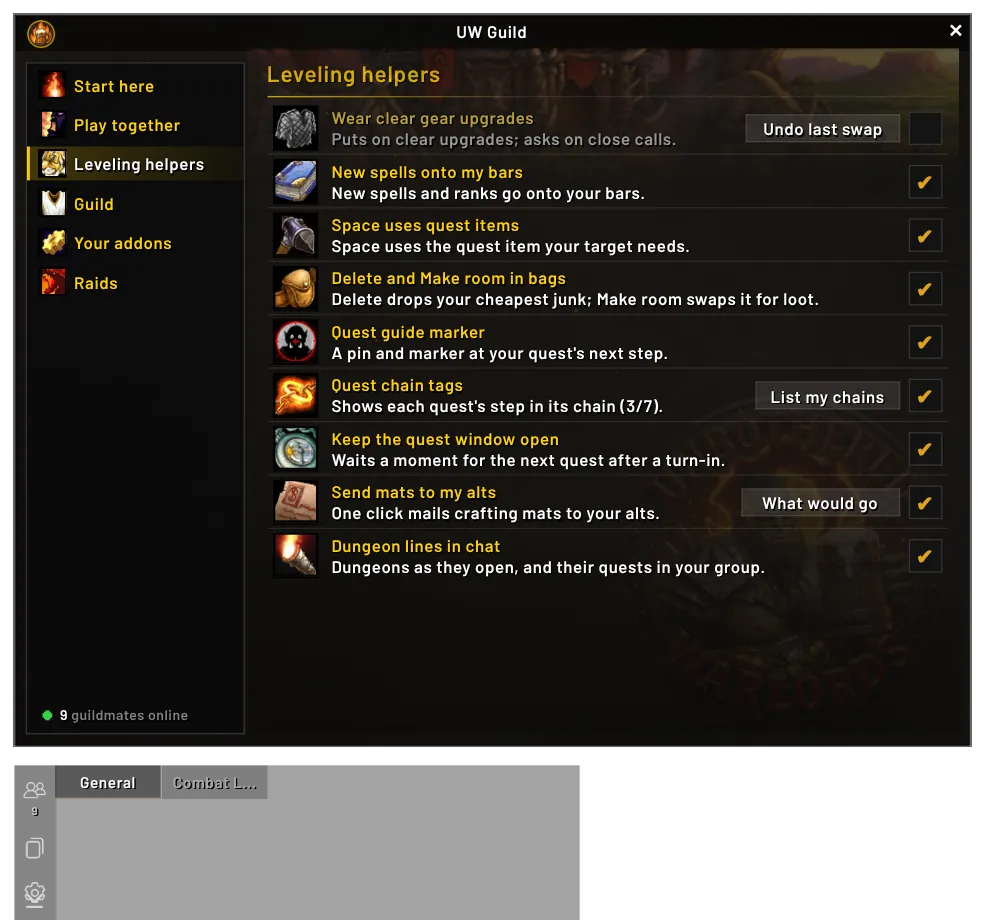 UW Guild
Start here
Play together
Leveling helpers
Guild
Your addons
Raids
9 guildmates online
Leveling helpers
Wear clear gear upgrades
Puts on clear upgrades; asks on close calls.
Undo last swap
New spells onto my bars
New spells and ranks go onto your bars.
Space uses quest items
Space uses the quest item your target needs.
Delete and Make room in bags
Delete drops your cheapest junk; Make room swaps it for loot.
Quest guide marker
A pin and marker at your quest's next step.
Quest chain tags
Shows each quest's step in its chain (3/7).
List my chains
Keep the quest window open
Waits a moment for the next quest after a turn-in.
Send mats to my alts
One click mails crafting mats to your alts.
What would go
Dungeon lines in chat
Dungeons as they open, and their quests in your group.
WARLORDS
General
Combat L...
9